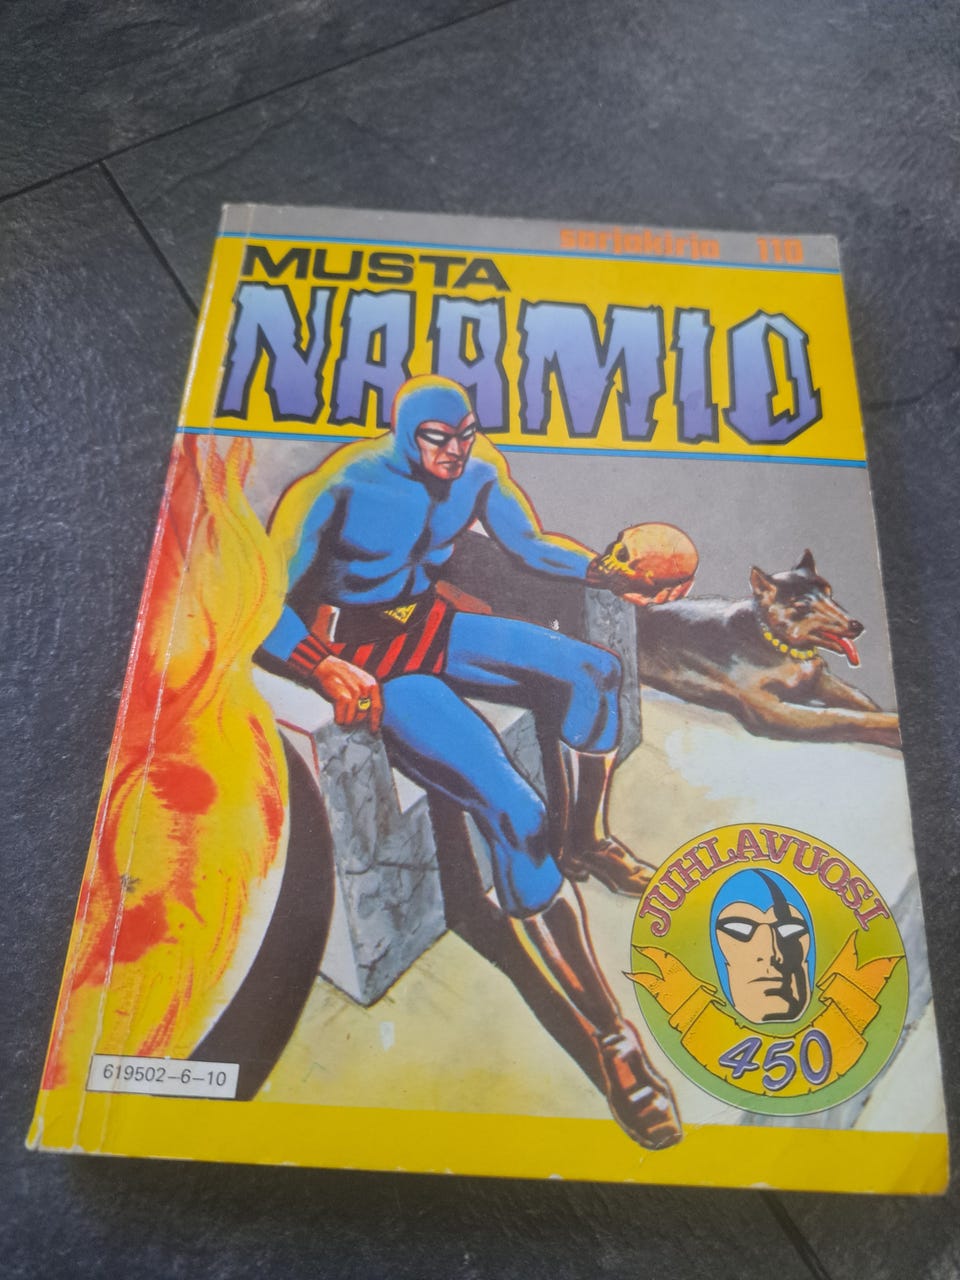 sarjakirja 110
MUSTA
NAAMIO
JUHLAVUOSI
450
619502-6-10